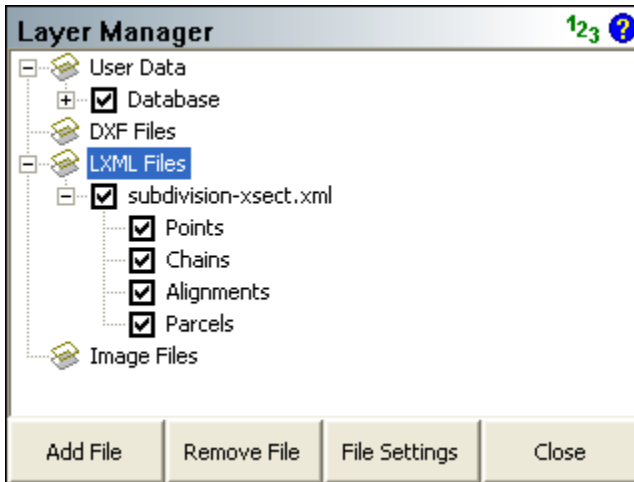 Layer Manager 123 ?
User Data
Database
DXF Files
LXML Files
subdivision-xsect.xml
Points
Chains
Alignments
Parcels
Image Files
Add File Remove File File Settings Close